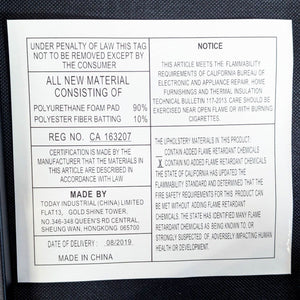 UNDER PENALTY OF LAW THIS TAG
NOT TO BE REMOVED EXCEPT BY
THE CONSUMER
ALL NEW MATERIAL
CONSISTING OF
POLYURETHANE FOAM PAD 90%
POLYESTER FIBER BATTING 10%
REG NO. CA 163207
CERTIFICATION IS MADE BY THE
MANUFACTURER THAT THE MATERIALS IN
THIS ARTICLE ARE DESCRIBED IN
ACCORDANCE WITH LAW
MADE BY
TODAY INDUSTRIAL (CHINA) LIMITED
FLAT13, GOLD SHINE TOWER,
NO.346-348 QUEEN'S RD CENTRAL,
SHEUNG WAN, HONGKONG 065700
DATE OF DELIVERY: 08/2019
MADE IN CHINA
NOTICE
THIS ARTICLE MEETS THE FLAMMABILITY
REQUIREMENTS OF CALIFORNIA BUREAU OF
ELECTRONIC AND APPLIANCE REPAIR, HOME
FURNISHINGS AND THERMAL INSULATION
TECHNICAL BULLETIN 117-2013. CARE SHOULD BE
EXERCISED NEAR OPEN FLAME OR WITH BURNING
CIGARETTES.
THE UPHOLSTERY MATERIALS IN THIS PRODUCT:
CONTAIN ADDED FLAME RETARDANT CHEMICALS
X CONTAIN NO ADDED FLAME RETARDANT CHEMICALS
THE STATE OF CALIFORNIA HAS UPDATED THE
FLAMMABILITY STANDARD AND DETERMINED THAT THE
FIRE SAFETY REQUIREMENTS FOR THIS PRODUCT CAN
BE MET WITHOUT ADDING FLAME RETARDANT
CHEMICALS. THE STATE HAS IDENTIFIED MANY FLAME
RETARDANT CHEMICALS AS BEING KNOWN TO, OR
STRONGLY SUSPECTED OF, ADVERSELY IMPACTING HUMAN
HEALTH OR DEVELOPMENT.